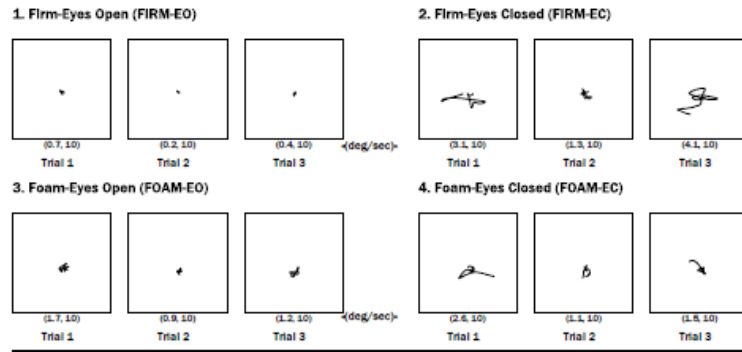 1. Firm-Eyes Open (FIRM-EO)
2. Firm-Eyes Closed (FIRM-EC)
(0.7, 10) (0.2, 10) (0.4, 10) (deg/sec) (3.1, 10) (1.3, 10) (4.1, 10)
Trial 1 Trial 2 Trial 3 Trial 1 Trial 2 Trial 3
3. Foam-Eyes Open (FOAM-EO)
4. Foam-Eyes Closed (FOAM-EC)
(1.7, 10) (0.9, 10) (1.2, 10) (deg/sec) (2.6, 10) (1.1, 10)
Trial 1 Trial 2 Trial 3 Trial 1 Trial 2 Trial 3